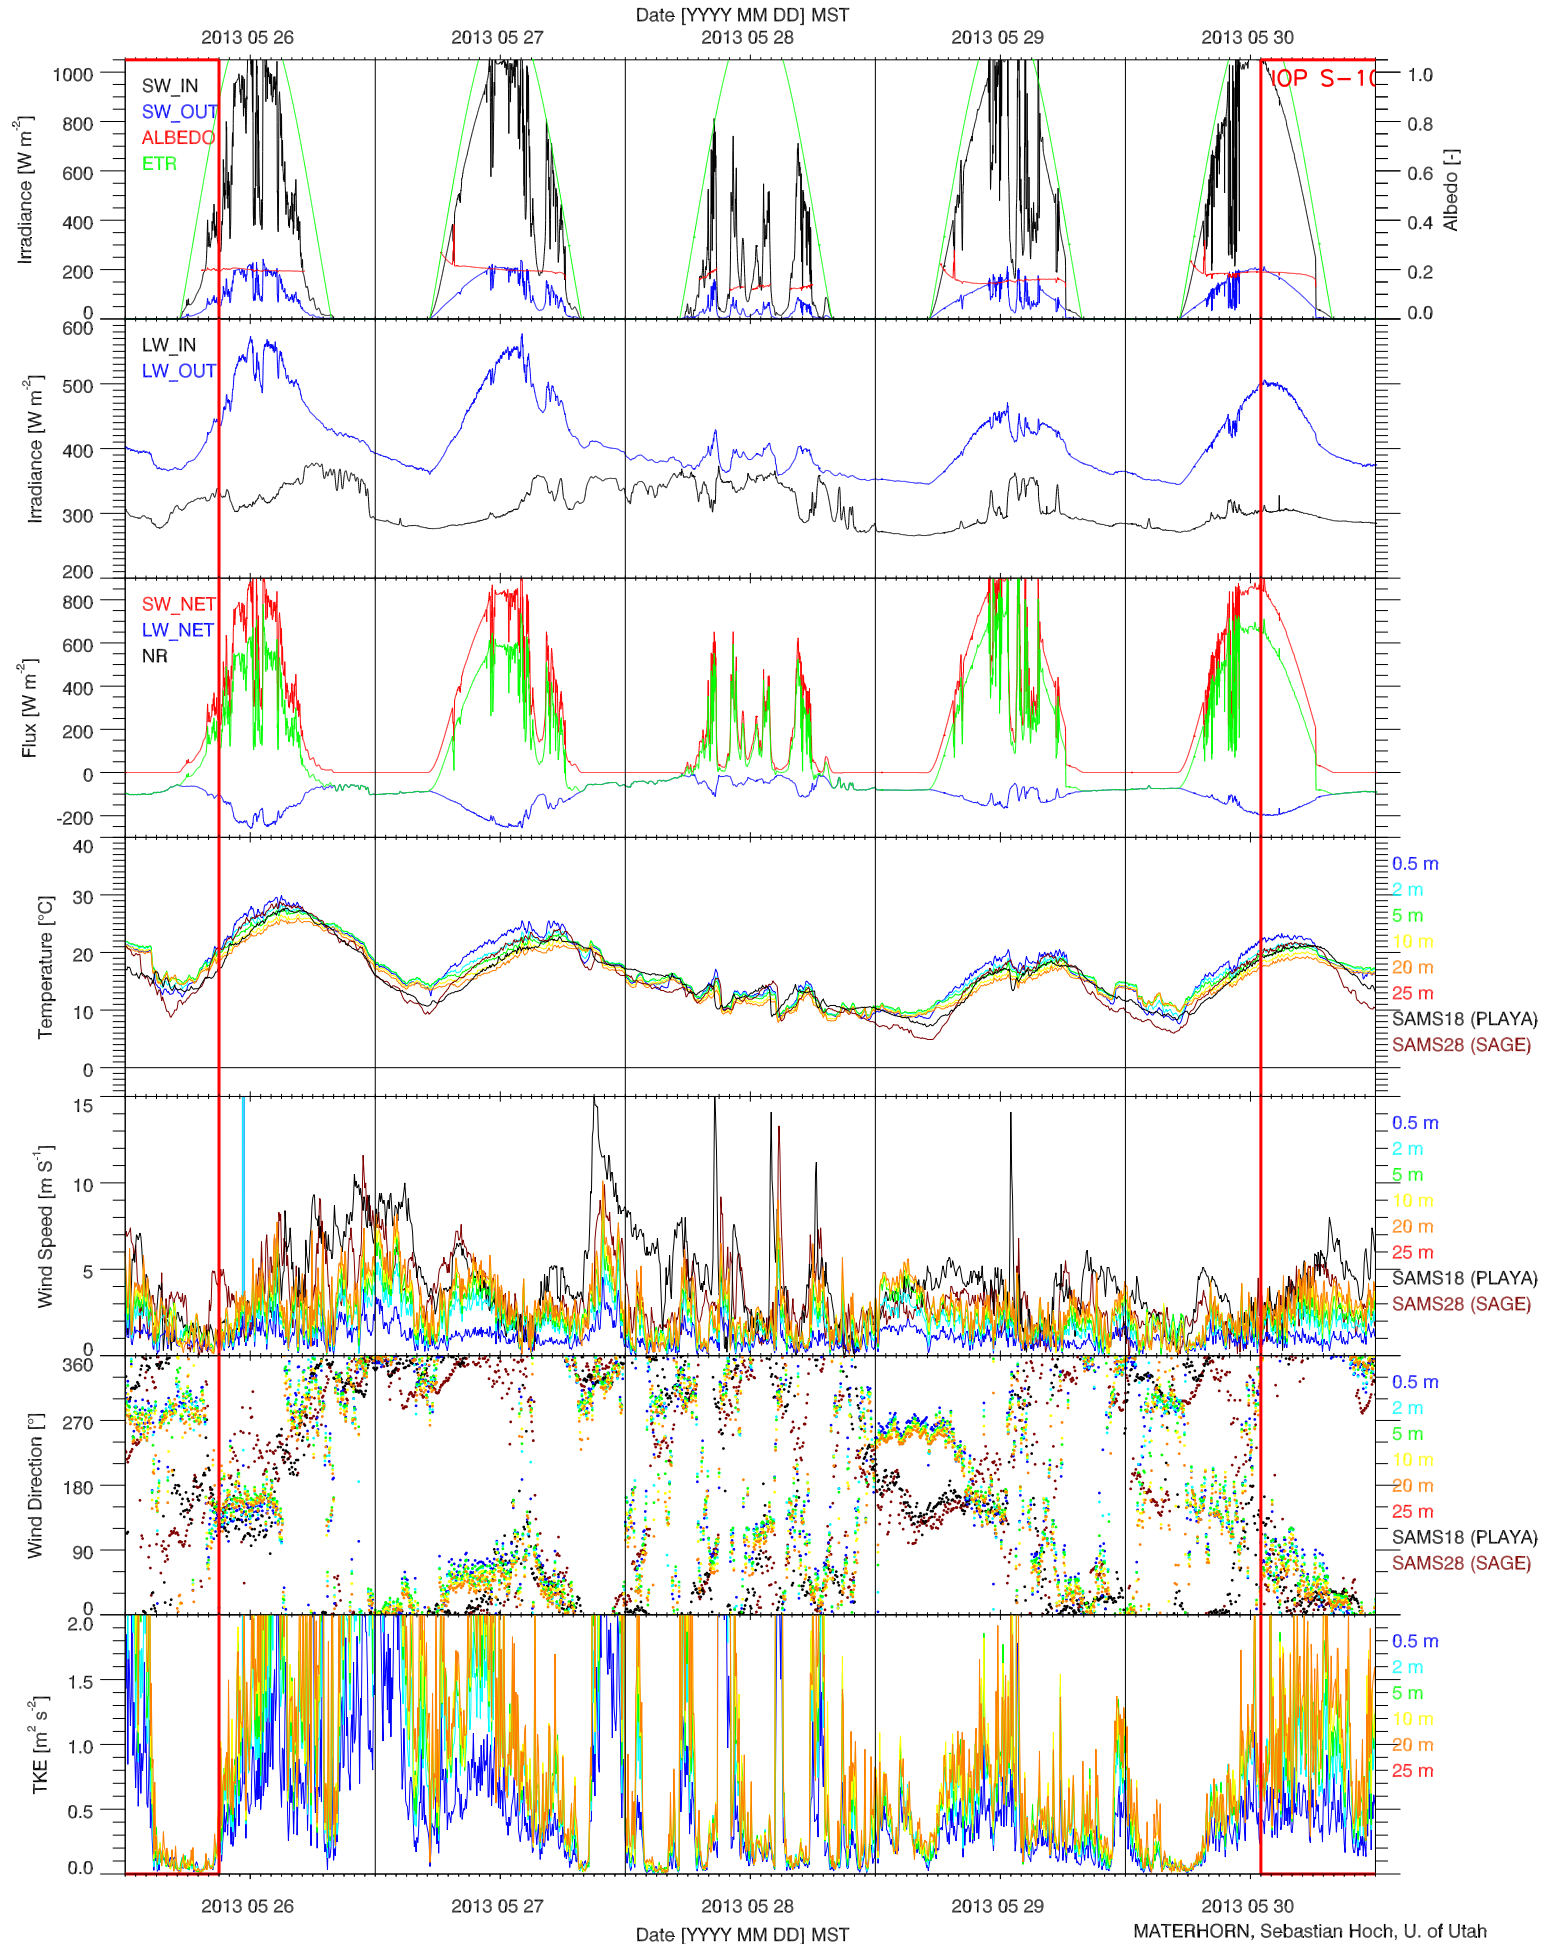 Date [YYYY MM DD] MST
2013 05 26 2013 05 27 2013 05 28 2013 05 29 2013 05 30
IOP S-10
SW_IN
SW_OUT
ALBEDO
ETR
Irradiance [W m-2]
1000
800
600
400
200
0
Albedo [-]
1.0
0.8
0.6
0.4
0.2
0.0
LW_IN
LW_OUT
Irradiance [W m-2]
600
500
400
300
200
SW_NET
LW_NET
NR
Flux [W m-2]
800
600
400
200
0
-200
Temperature [°C]
40
30
20
10
0
0.5 m
2 m
5 m
10 m
20 m
25 m
SAMS18 (PLAYA)
SAMS28 (SAGE)
Wind Speed [m S-1]
15
10
5
0
0.5 m
2 m
5 m
10 m
20 m
25 m
SAMS18 (PLAYA)
SAMS28 (SAGE)
Wind Direction [°]
360
270
180
90
0
0.5 m
2 m
5 m
10 m
20 m
25 m
SAMS18 (PLAYA)
SAMS28 (SAGE)
TKE [m2 s-2]
2.0
1.5
1.0
0.5
0.0
0.5 m
2 m
5 m
10 m
20 m
25 m
2013 05 26 2013 05 27 2013 05 28 2013 05 29 2013 05 30
Date [YYYY MM DD] MST
MATERHORN, Sebastian Hoch, U. of Utah